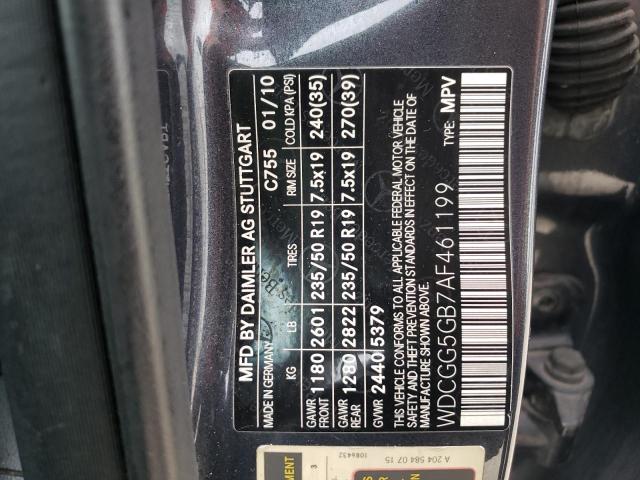 MFD BY DAIMLER AG STUTTGART
MADE IN GERMANY C755 01/10
KG LB TIRES RIM SIZE COLD KPA (PSI)
GAWR FRONT 1180 2601 235/50 R19 7.5x19 240(35)
GAWR REAR 1280 2822 235/50 R19 7.5x19 270(39)
GVWR 2440 5379
THIS VEHICLE CONFORMS TO ALL APPLICABLE FEDERAL MOTOR VEHICLE
SAFETY AND THEFT PREVENTION STANDARDS IN EFFECT ON THE DATE OF
MANUFACTURE SHOWN ABOVE.
WDCGG5GB7AF461199 TYPE: MPV
A 204 584 07 15
1086432
3